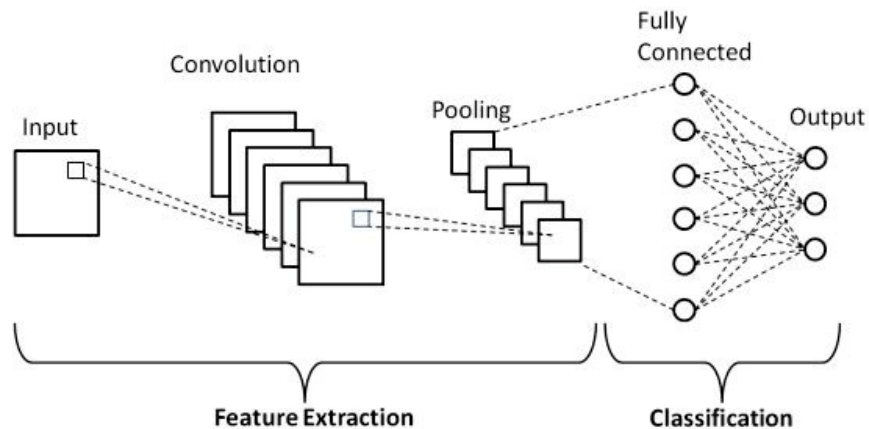 Fully
Connected
Convolution
Pooling
Output
Input
Feature Extraction
Classification